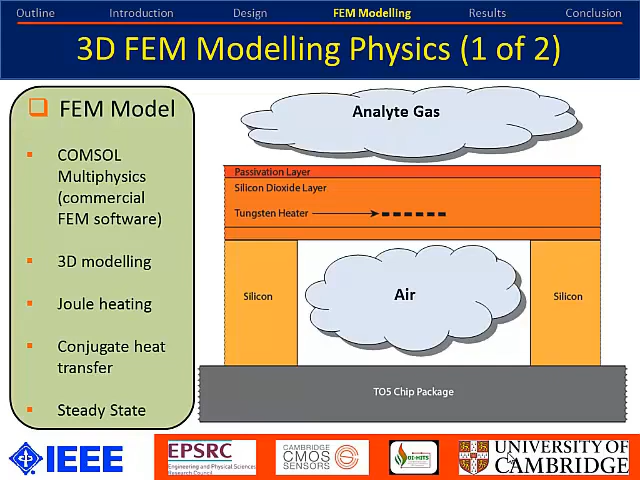 Outline Introduction Design FEM Modelling Results Conclusion
3D FEM Modelling Physics (1 of 2)
FEM Model
COMSOL
Multiphysics
(commercial
FEM software)
3D modelling
Joule heating
Conjugate heat
transfer
Steady State
Analyte Gas
Passivation Layer
Silicon Dioxide Layer
Tungsten Heater
Silicon
Air
Silicon
TO5 Chip Package
IEEE
EPSRC
Engineering and Physical Sciences
Research Council
CAMBRIDGE
CMOS
SENSORS
UNIVERSITY OF
CAMBRIDGE